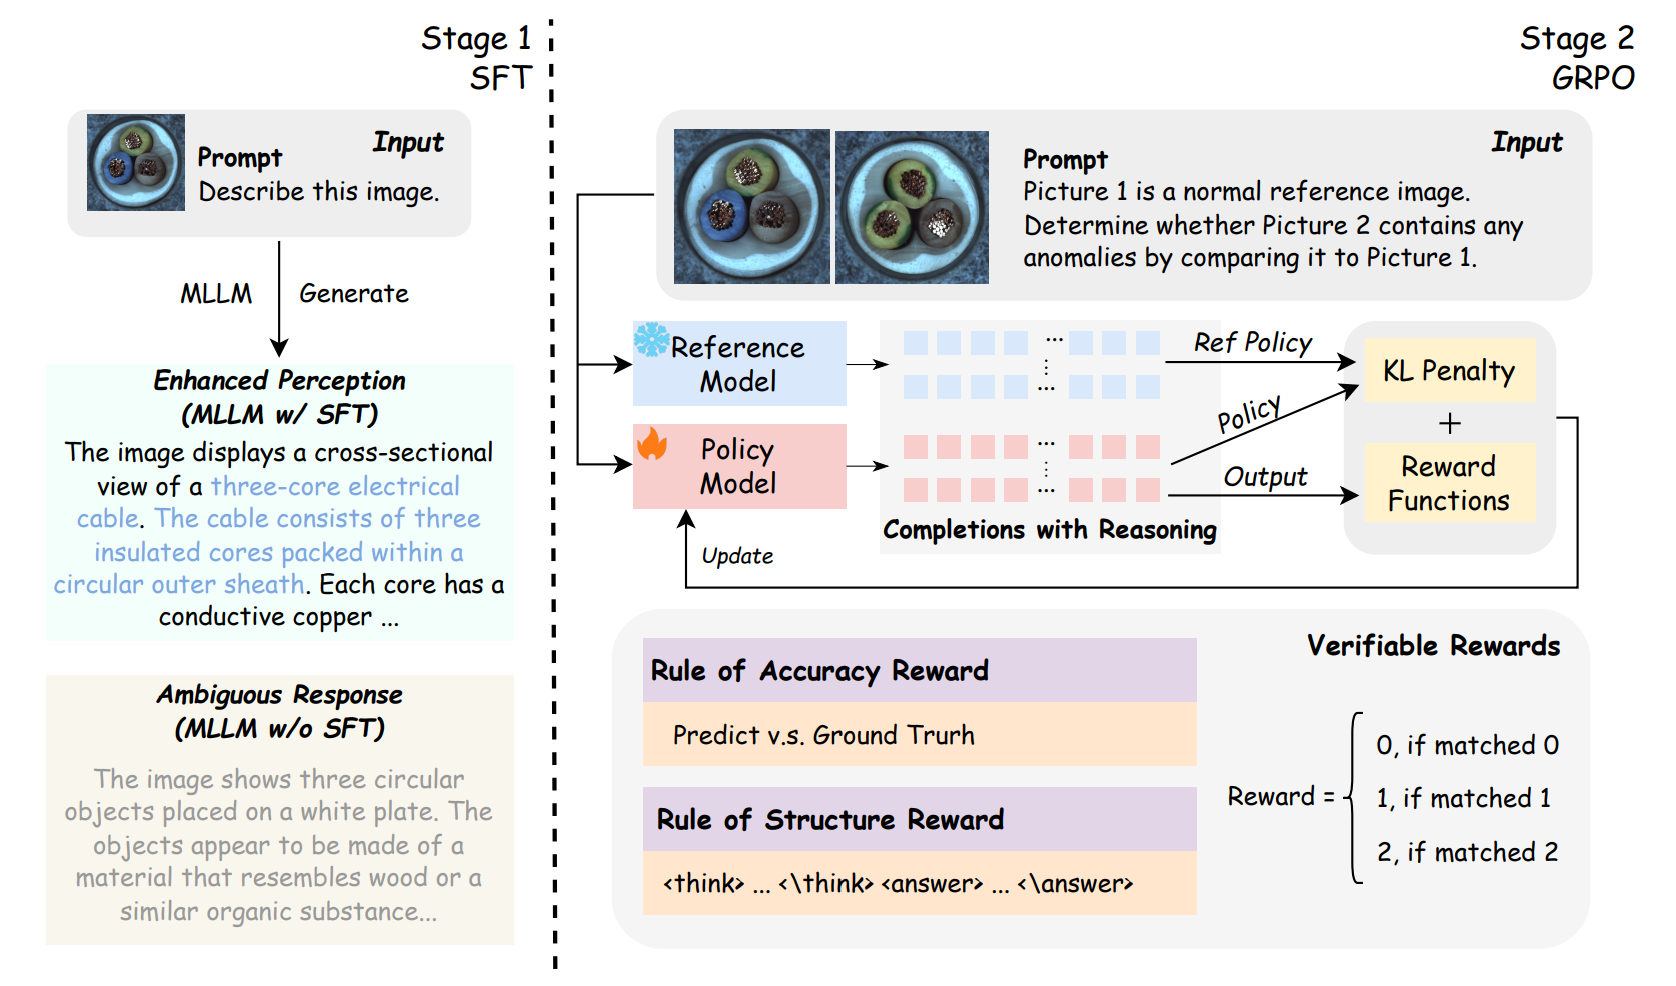 Stage 1
SFT
Input
Prompt
Describe this image.
MLLM
Generate
Enhanced Perception
(MLLM w/ SFT)
The image displays a cross-sectional
view of a three-core electrical
cable. The cable consists of three
insulated cores packed within a
circular outer sheath. Each core has a
conductive copper ...
Ambiguous Response
(MLLM w/o SFT)
The image shows three circular
objects placed on a white plate. The
objects appear to be made of a
material that resembles wood or a
similar organic substance...
Stage 2
GRPO
Input
Prompt
Picture 1 is a normal reference image.
Determine whether Picture 2 contains any
anomalies by comparing it to Picture 1.
Reference
Model
Policy
Model
...
...
...
...
Completions with Reasoning
Ref Policy
Policy
Output
KL Penalty
+
Reward
Functions
Update
Verifiable Rewards
Rule of Accuracy Reward
Predict v.s. Ground Trurh
Rule of Structure Reward
<think> ... <\think> <answer> ... <\answer>
Reward =
0, if matched 0
1, if matched 1
2, if matched 2